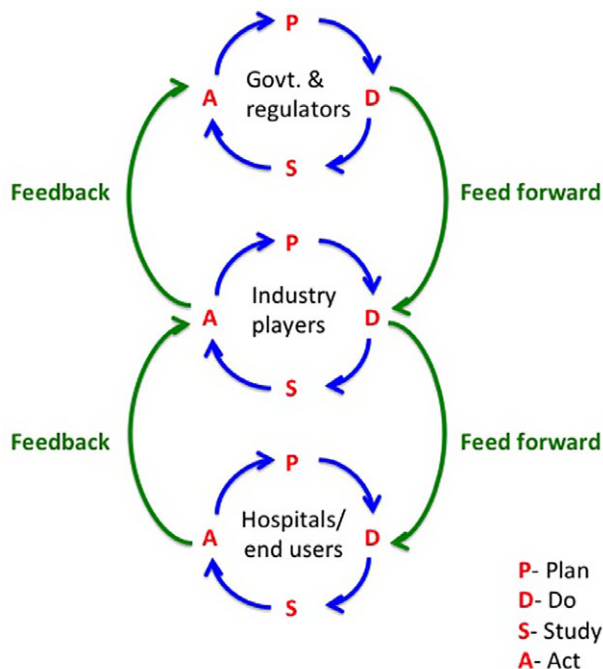 P
A
Govt. &
regulators
D
S
Feedback
Feed forward
P
A
Industry
players
D
S
Feedback
Feed forward
P
A
Hospitals/
end users
D
S
P- Plan
D- Do
S- Study
A- Act